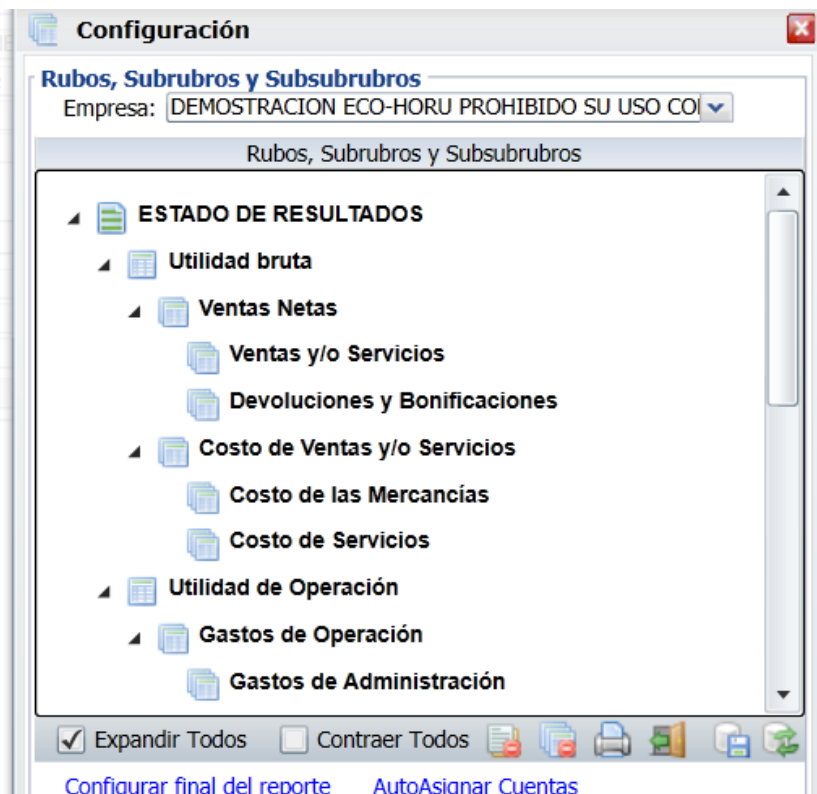 Configuración
Rubos, Subrubros y Subsubrubros
Empresa: DEMOSTRACION ECO-HORU PROHIBIDO SU USO
Rubos, Subrubros y Subsubrubros
ESTADO DE RESULTADOS
Utilidad bruta
Ventas Netas
Ventas y/o Servicios
Devoluciones y Bonificaciones
Costo de Ventas y/o Servicios
Costo de las Mercancías
Costo de Servicios
Utilidad de Operación
Gastos de Operación
Gastos de Administración
Expandir Todos Contraer Todos
Configurar final del reporte AutoAsignar Cuentas